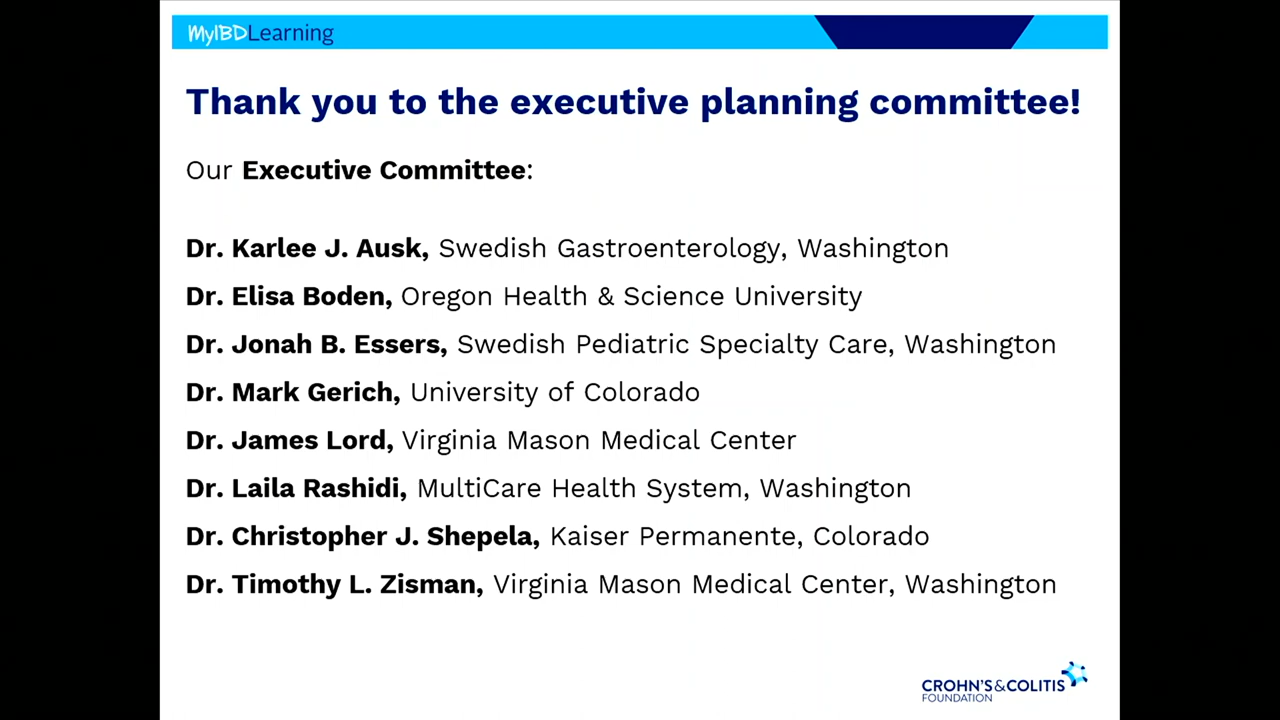 MyIBDLearning
Thank you to the executive planning committee!
Our Executive Committee:
Dr. Karlee J. Ausk, Swedish Gastroenterology, Washington
Dr. Elisa Boden, Oregon Health & Science University
Dr. Jonah B. Essers, Swedish Pediatric Specialty Care, Washington
Dr. Mark Gerich, University of Colorado
Dr. James Lord, Virginia Mason Medical Center
Dr. Laila Rashidi, MultiCare Health System, Washington
Dr. Christopher J. Shepela, Kaiser Permanente, Colorado
Dr. Timothy L. Zisman, Virginia Mason Medical Center, Washington
CROHN'S & COLITIS
FOUNDATION